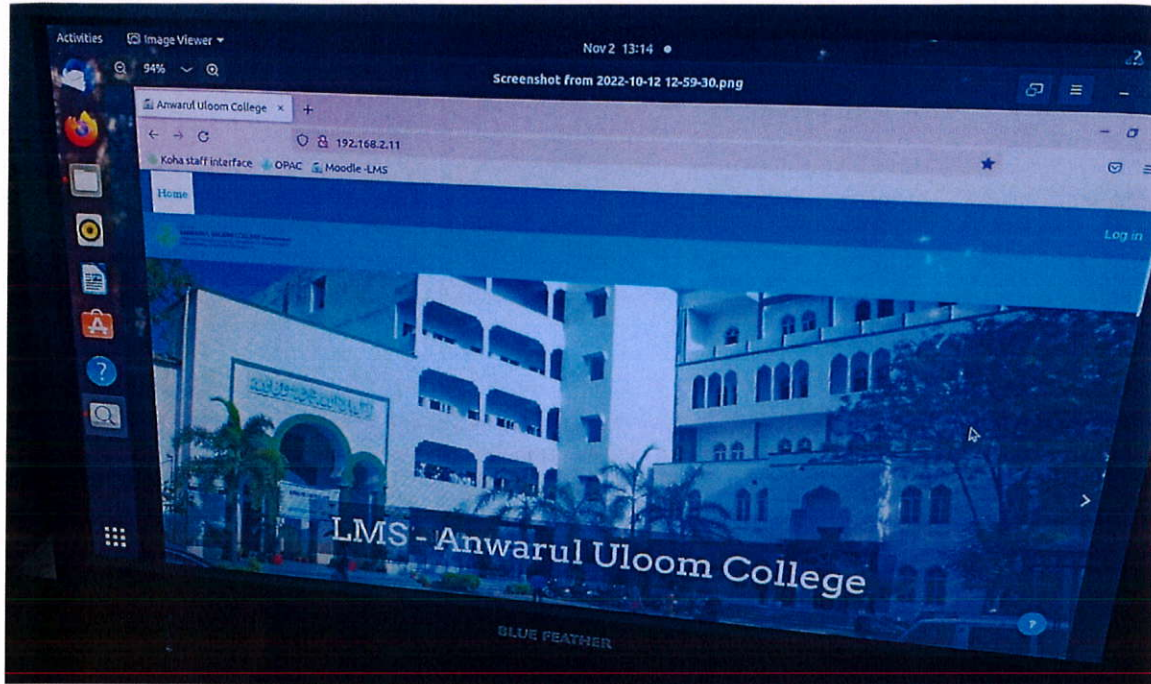 Activities Image Viewer Nov 2 13:14
94% Screenshot from 2022-10-12 12-59-30.png
Anwarul Uloom College
192.168.2.11
Koha staff interface OPAC Moodle -LMS
Home
Log in
LMS - Anwarul Uloom College
BLUE FEATHER